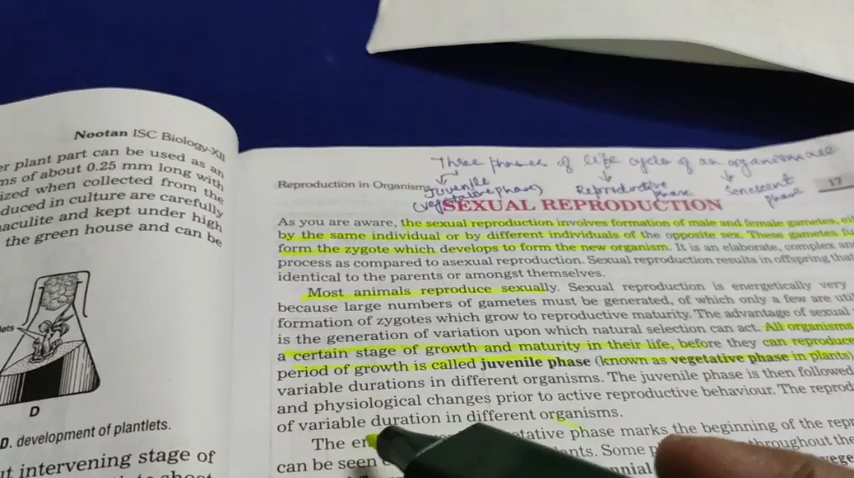 Nootan ISC Biology-XII
er plant part can be used as an
ms of about 0.25 mm long with
ized when collected from the
duced in culture are carefully
aculite and kept under high
the green house and can be
lets
D
D. development of plantlets.
ut intervening stage of
Three phases of life cycles of an organism are
Juvenile
(vegetative phase)
Reproductive
phase
Senescent
phase
Reproduction in Organisms
17
SEXUAL REPRODUCTION
As you are aware, the sexual reproduction involves formation of male and female gametes, ei
by the same individual or by different individuals of the opposite sex. These gametes fu
form the zygote which develops to form the new organism. It is an elaborate, complex an
process as compared to asexual reproduction. Sexual reproduction results in offspring that
identical to the parents or amongst themselves.
Most animals reproduce sexually. Sexual reproduction is energetically very
because large numbers of gametes must be generated, of which only a few are uti
formation of zygotes which grow to reproductive maturity. The advantage of sexual
is the generation of variation upon which natural selection can act. All organisms
a certain stage of growth and maturity in their life, before they can reproduce
period of growth is called juvenile phase (known as vegetative phase in plants)
variable durations in different organisms. The juvenile phase is then followed
and physiological changes prior to active reproductive behaviour. The reprod
of variable duration in different organisms.
The en tative phase marks the beginning of the repro
can be seen nts. Some throughout the
nnial